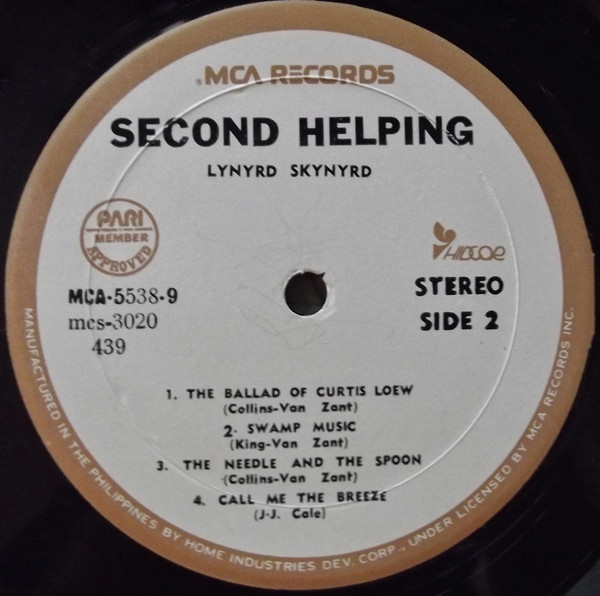 MCA RECORDS
SECOND HELPING
LYNYRD SKYNYRD
PARI
MEMBER
APPROVED
HIDCOE
MCA-5538-9
mcs-3020
439
STEREO
SIDE 2
1. THE BALLAD OF CURTIS LOEW
(Collins-Van Zant)
2. SWAMP MUSIC
(King-Van Zant)
3. THE NEEDLE AND THE SPOON
(Collins-Van Zant)
4. CALL ME THE BREEZE
(J.J. Cale)
MANUFACTURED IN THE PHILIPPINES BY HOME INDUSTRIES DEV. CORP., UNDER LICENSED BY MCA RECORDS INC.